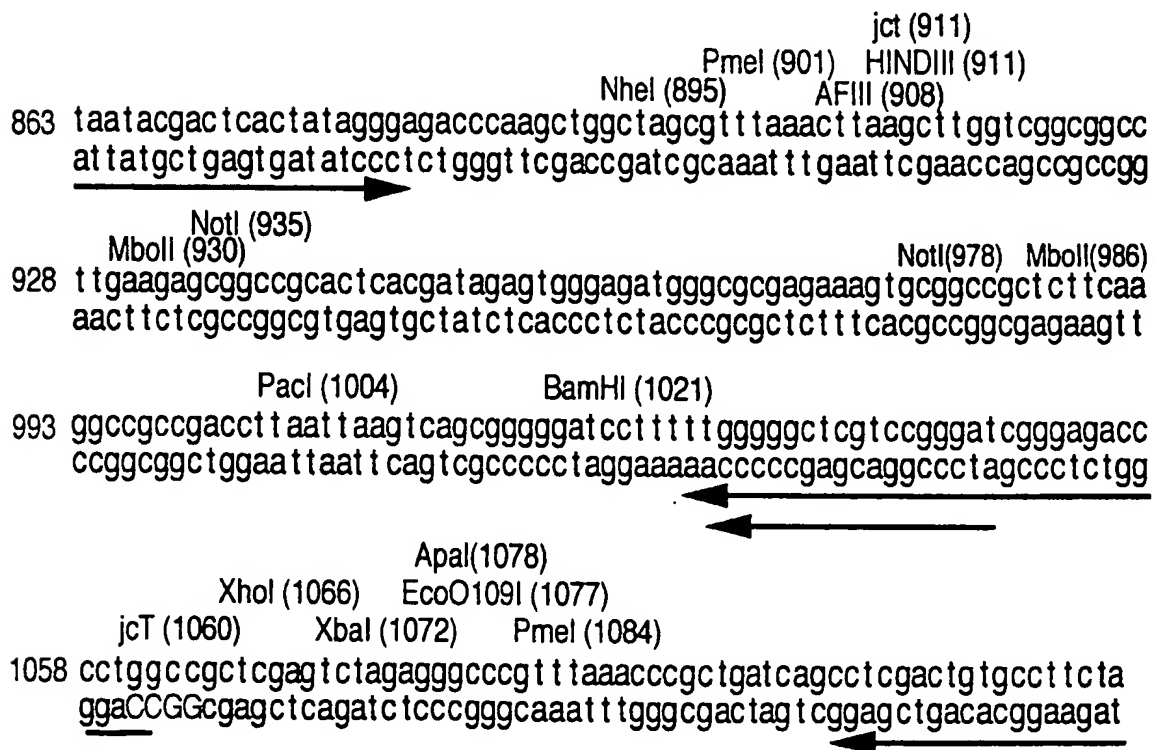 jct (911)
PmeI (901) HINDIII (911)
NheI (895) AFIII (908)
863 taatacgactcactatagggagacccaagctggctagcgtttaaacttaagcttggtcggcggcc
attatgctgagtgatatccctctgggttcgaccgatcgcaaatttgaattcgaaccagccgccgg
NotI (935)
MboII (930) NotI(978) MboII(986)
928 ttgaagagcggccgcactcacgatagagtgggagatgggcgcgagaaagtgcggccgctcttcaa
aacttctcgccggcgtgagtgctatctcaccctctacccgcgctctttcacgccggcgagaagtt
PacI (1004) BamHI (1021)
993 ggccgccgaccttaattaagtcagcgggggatcctttttgggggctcgtccgggatcgggagacc
ccggcggctggaattaattcagtcgccccctaggaaaaacccccgagcaggccctagccctctgg
ApaI(1078)
XhoI (1066) EcoO109I (1077)
jcT (1060) XbaI (1072) PmeI (1084)
1058 cctggccgctcgagtctagagggcccgtttaaacccgctgatcagcctcgactgtgccttcta
ggaCCGGcgagctcagatctcccgggcaaatttgggcgactagtcggagctgacacggaagat